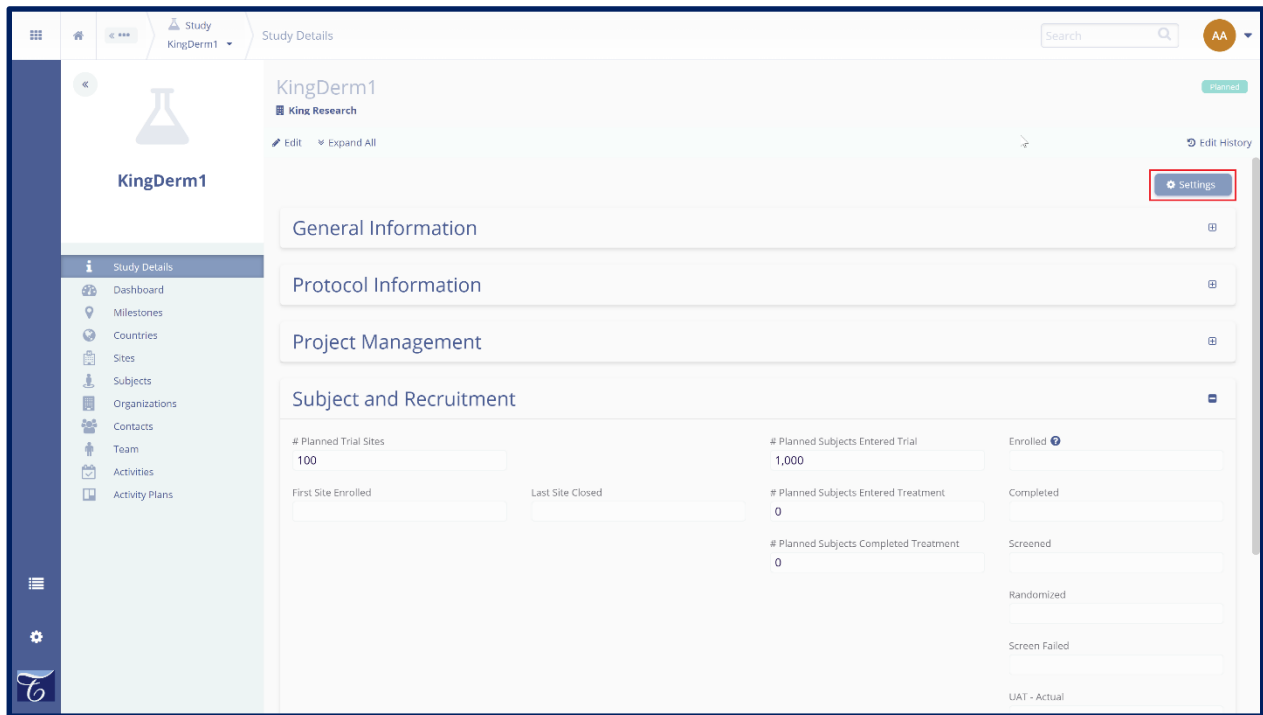 Study
KingDerm1
Study Details
Search
AA
KingDerm1
King Research
Planned
Edit
Expand All
Edit History
KingDerm1
Settings
Study Details
Dashboard
Milestones
Countries
Sites
Subjects
Organizations
Contacts
Team
Activities
Activity Plans
General Information
Protocol Information
Project Management
Subject and Recruitment
# Planned Trial Sites
100
# Planned Subjects Entered Trial
1,000
Enrolled
First Site Enrolled
Last Site Closed
# Planned Subjects Entered Treatment
0
Completed
# Planned Subjects Completed Treatment
0
Screened
Randomized
Screen Failed
UAT - Actual